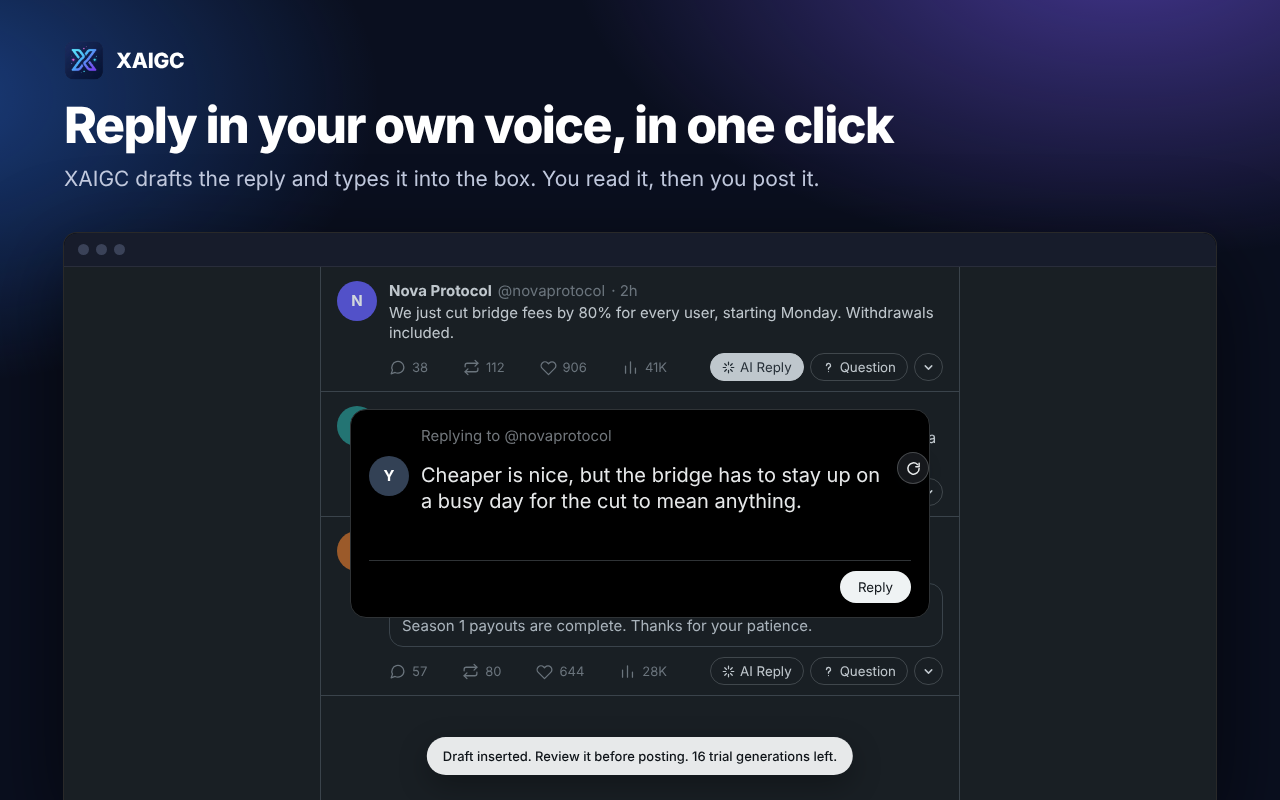 XAIGC
Reply in your own voice, in one click
XAIGC drafts the reply and types it into the box. You read it, then you post it.
N
Nova Protocol @novaprotocol · 2h
We just cut bridge fees by 80% for every user, starting Monday. Withdrawals
included.
38 112 906 41K AI Reply ? Question
Replying to @novaprotocol
Y
Cheaper is nice, but the bridge has to stay up on
a busy day for the cut to mean anything.
Reply
Season 1 payouts are complete. Thanks for your patience.
57 80 644 28K AI Reply ? Question
Draft inserted. Review it before posting. 16 trial generations left.